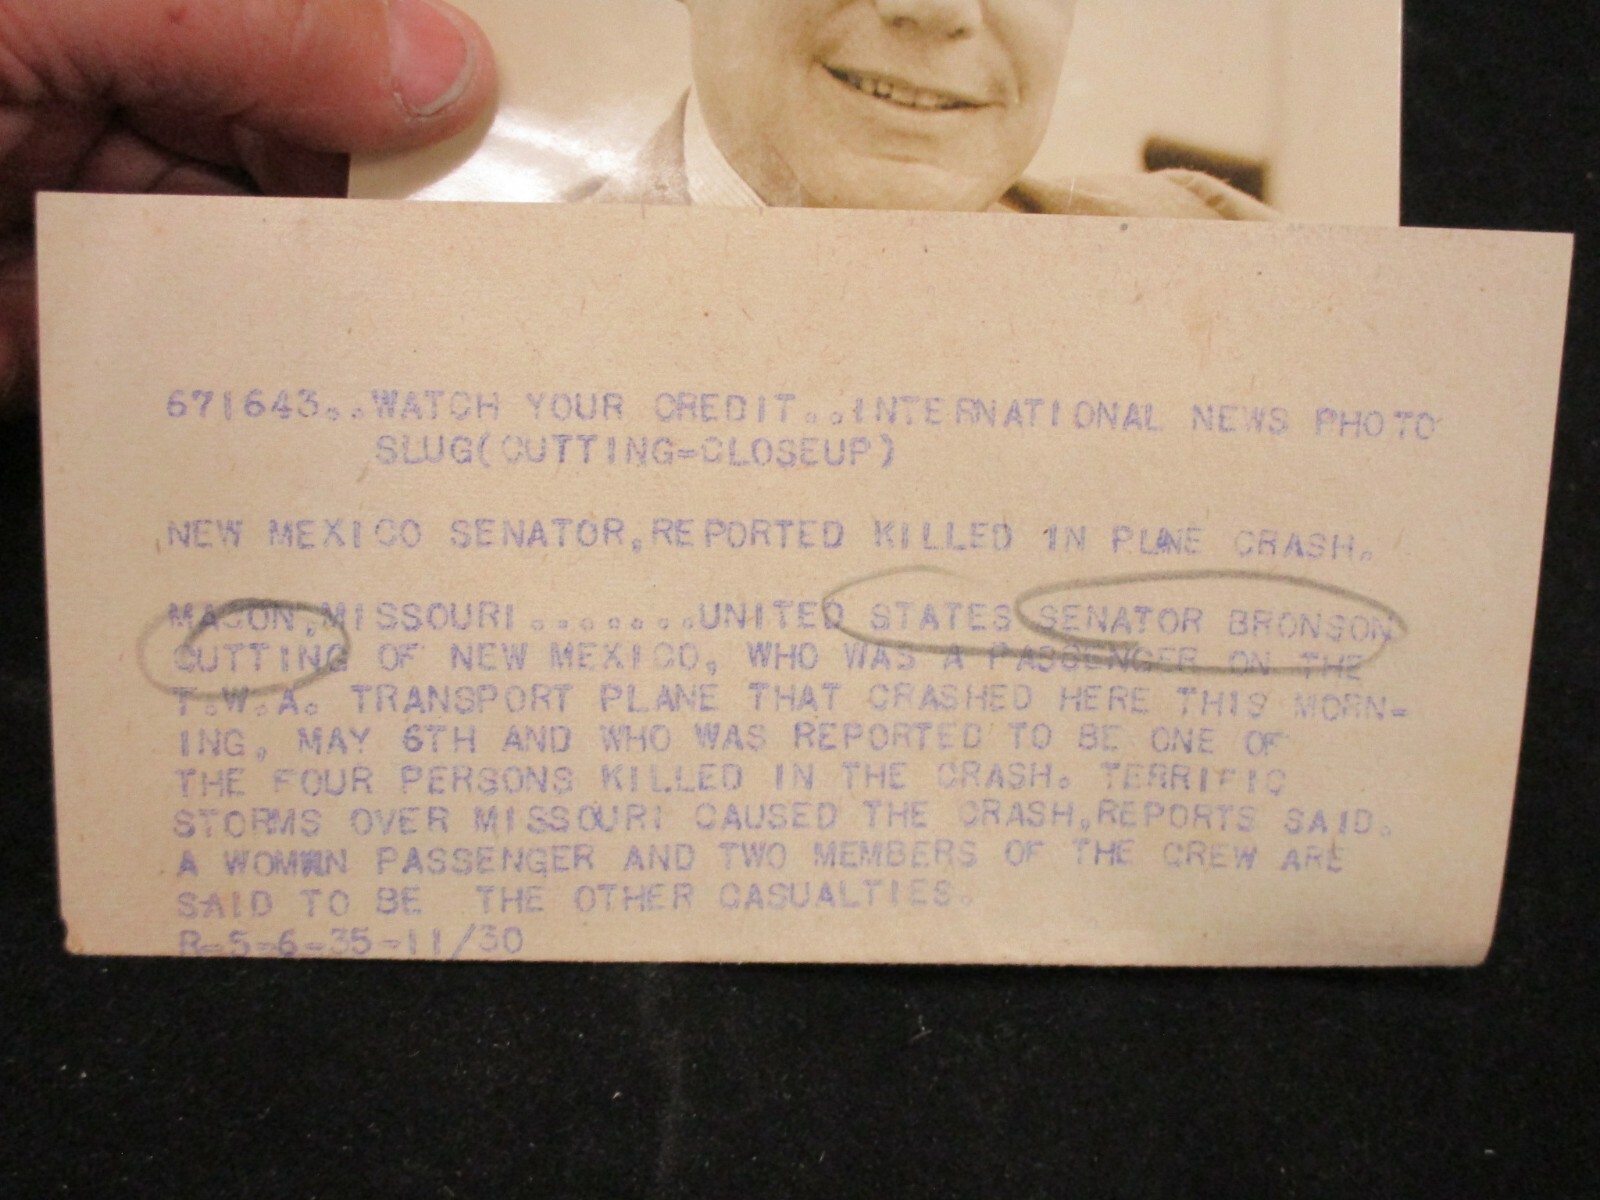 671643..WATCH YOUR CREDIT..INTERNATIONAL NEWS PHOTO
SLUG(CUTTING=CLOSEUP)
NEW MEXICO SENATOR,REPORTED KILLED IN PLANE CRASH.
MACON,MISSOURI........UNITED STATES SENATOR BRONSON
CUTTING OF NEW MEXICO, WHO WAS A PASSENGER ON THE
T.W.A. TRANSPORT PLANE THAT CRASHED HERE THIS MORN-
ING, MAY 6TH AND WHO WAS REPORTED TO BE ONE OF
THE FOUR PERSONS KILLED IN THE CRASH. TERRIFIC
STORMS OVER MISSOURI CAUSED THE CRASH,REPORTS SAID.
A WOMAN PASSENGER AND TWO MEMBERS OF THE CREW ARE
SAID TO BE THE OTHER CASUALTIES.
R-5-6-35-11/30